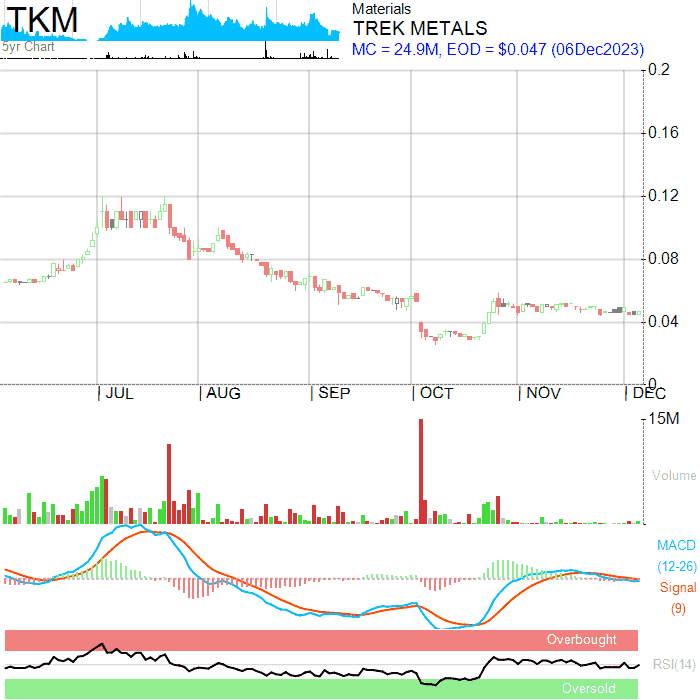 TKM
5yr Chart
Materials
TREK METALS
MC = 24.9M, EOD = $0.047 (06Dec2023)
0.2
0.16
0.12
0.08
0.04
0
JUL AUG SEP OCT NOV DEC
15M
Volume
MACD
(12-26)
Signal
(9)
Overbought
RSI(14)
Oversold